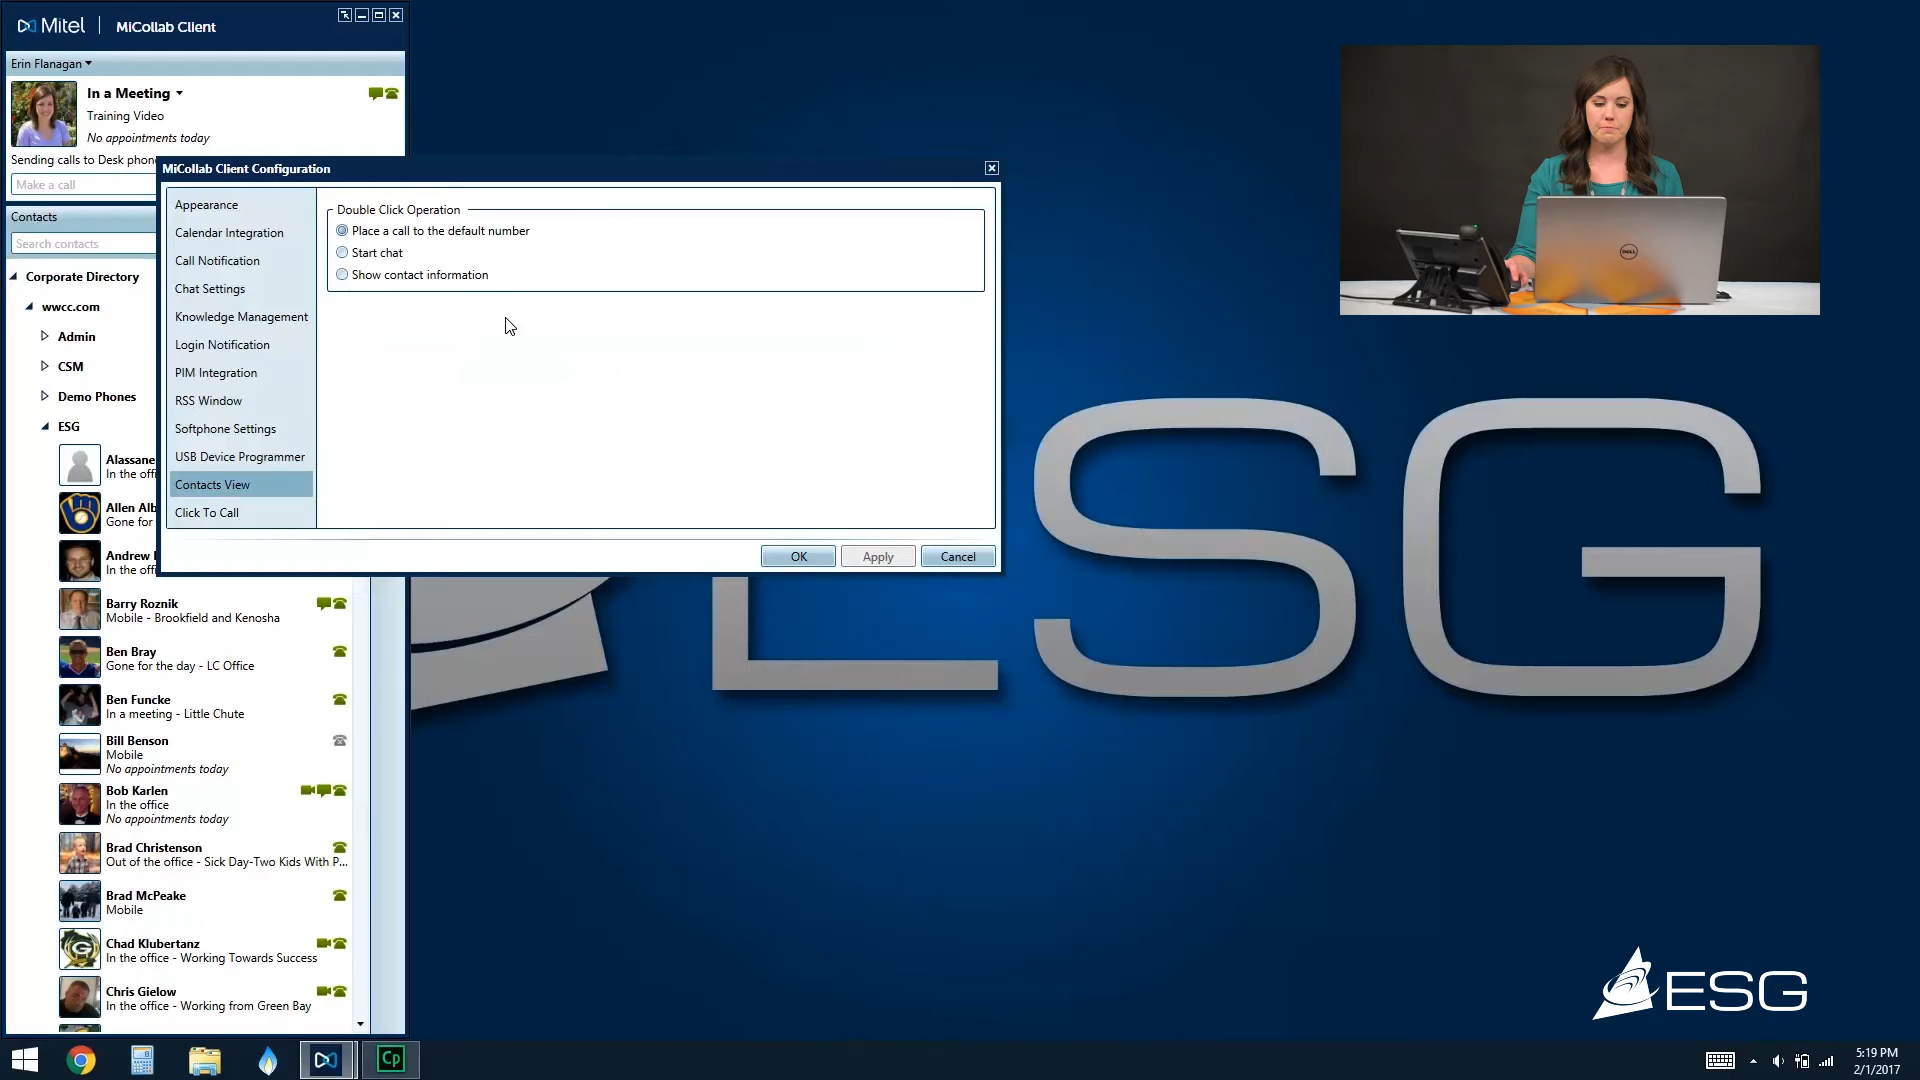 Mitel | MiCollab Client
Erin Flanagan
In a Meeting
Training Video
No appointments today
Sending calls to Desk phone
Make a call
Contacts
Search contacts
Corporate Directory
wwcc.com
Admin
CSM
Demo Phones
ESG
Alassane
In the offi
Allen Alb
Gone for
Andrew
In the offi
Barry Roznik
Mobile - Brookfield and Kenosha
Ben Bray
Gone for the day - LC Office
Ben Funcke
In a meeting - Little Chute
Bill Benson
Mobile
No appointments today
Bob Karlen
In the office
No appointments today
Brad Christenson
Out of the office - Sick Day-Two Kids With P...
Brad McPeake
Mobile
Chad Klubertanz
In the office - Working Towards Success
Chris Gielow
In the office - Working from Green Bay
MiCollab Client Configuration
Appearance
Calendar Integration
Call Notification
Chat Settings
Knowledge Management
Login Notification
PIM Integration
RSS Window
Softphone Settings
USB Device Programmer
Contacts View
Click To Call
Double Click Operation
Place a call to the default number
Start chat
Show contact information
OK
Apply
Cancel
DELL
ESG
ESG
Cp
5:19 PM
2/1/2017